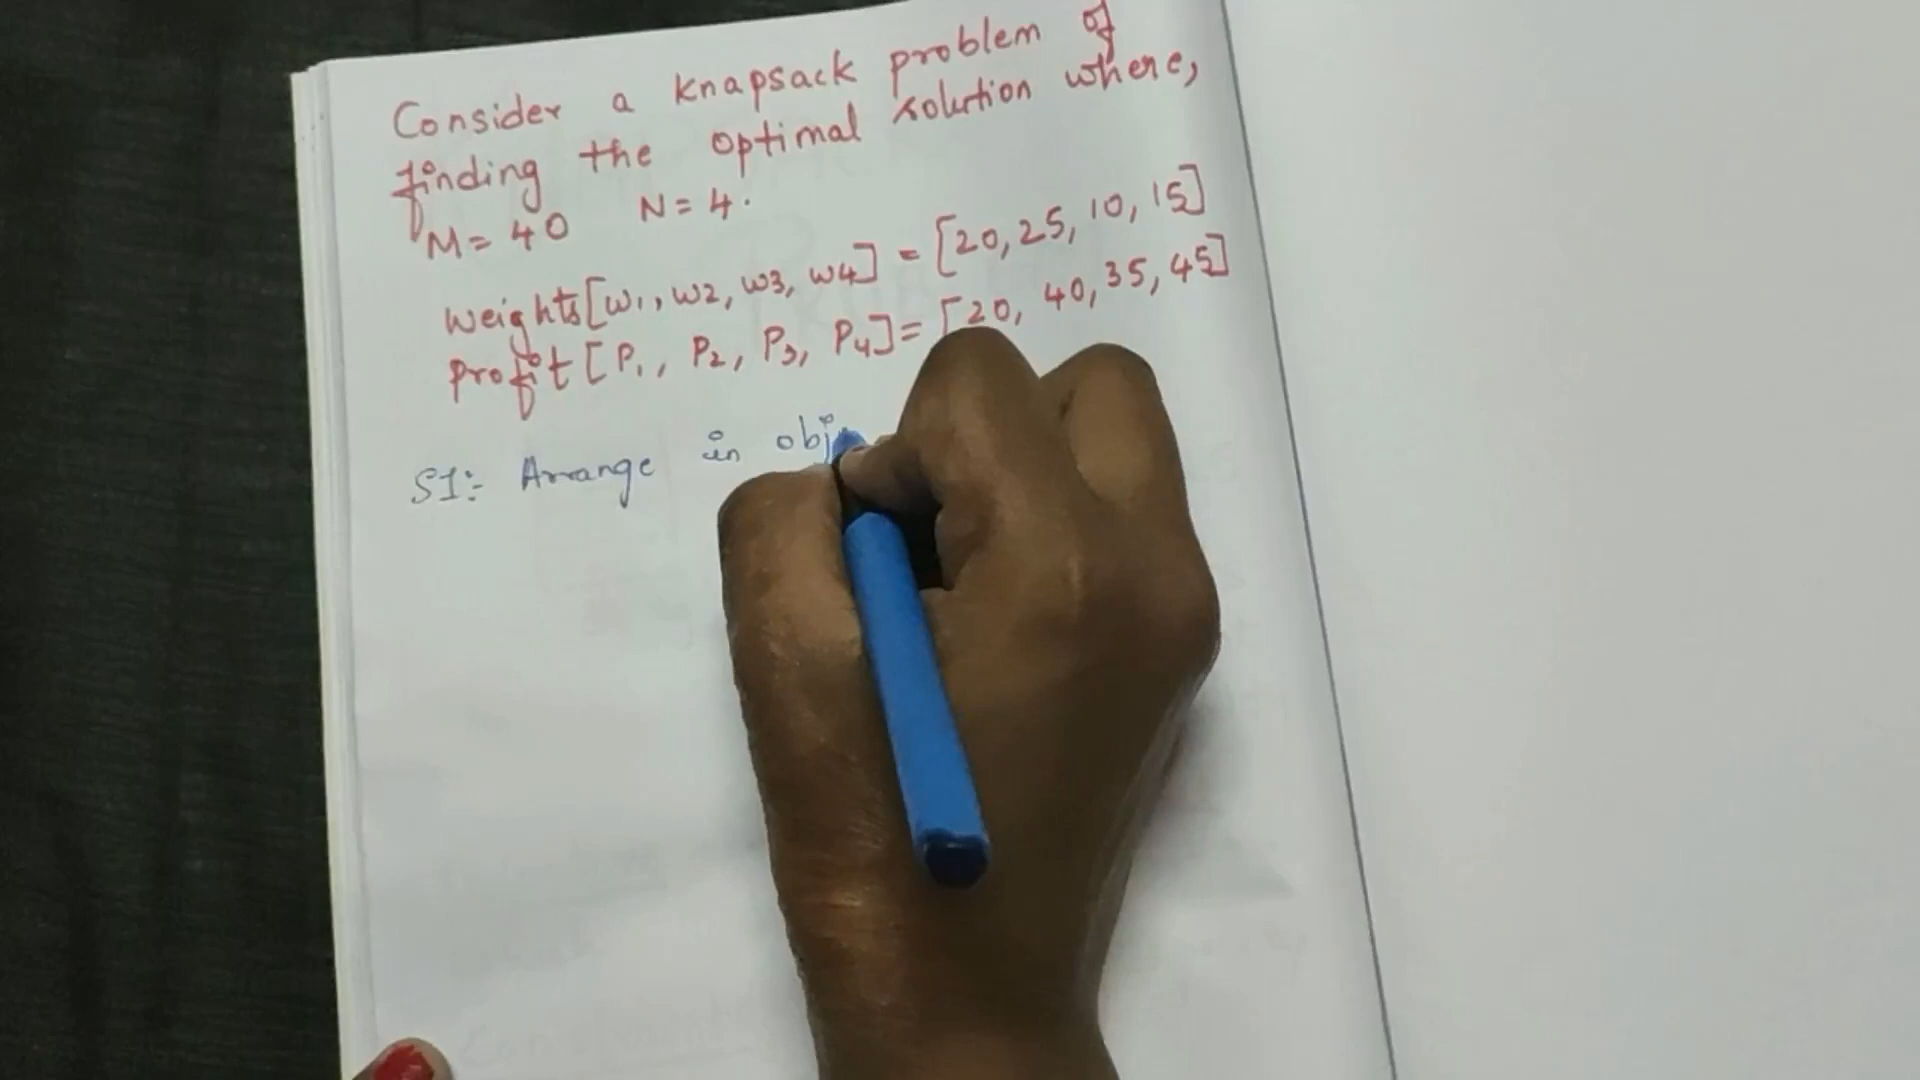 Consider a knapsack problem of
finding the optimal solution where,
M = 40 N = 4.
Weights [w1, w2, w3, w4] = [20, 25, 10, 15]
Profit [P1, P2, P3, P4] = [20, 40, 35, 45]
S1:- Arrange in obj